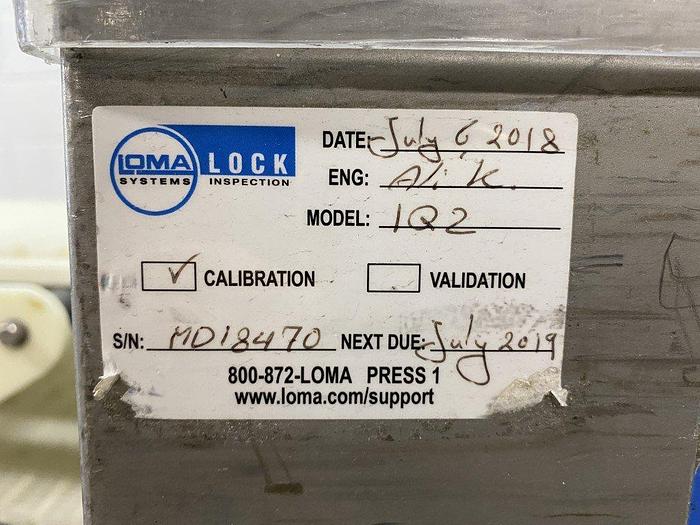 LOMA SYSTEMS
LOCK INSPECTION
DATE: July 6 2018
ENG: Ali K.
MODEL: IQ2
✓ CALIBRATION VALIDATION
S/N: MD18470 NEXT DUE: July 2019
800-872-LOMA PRESS 1
www.loma.com/support